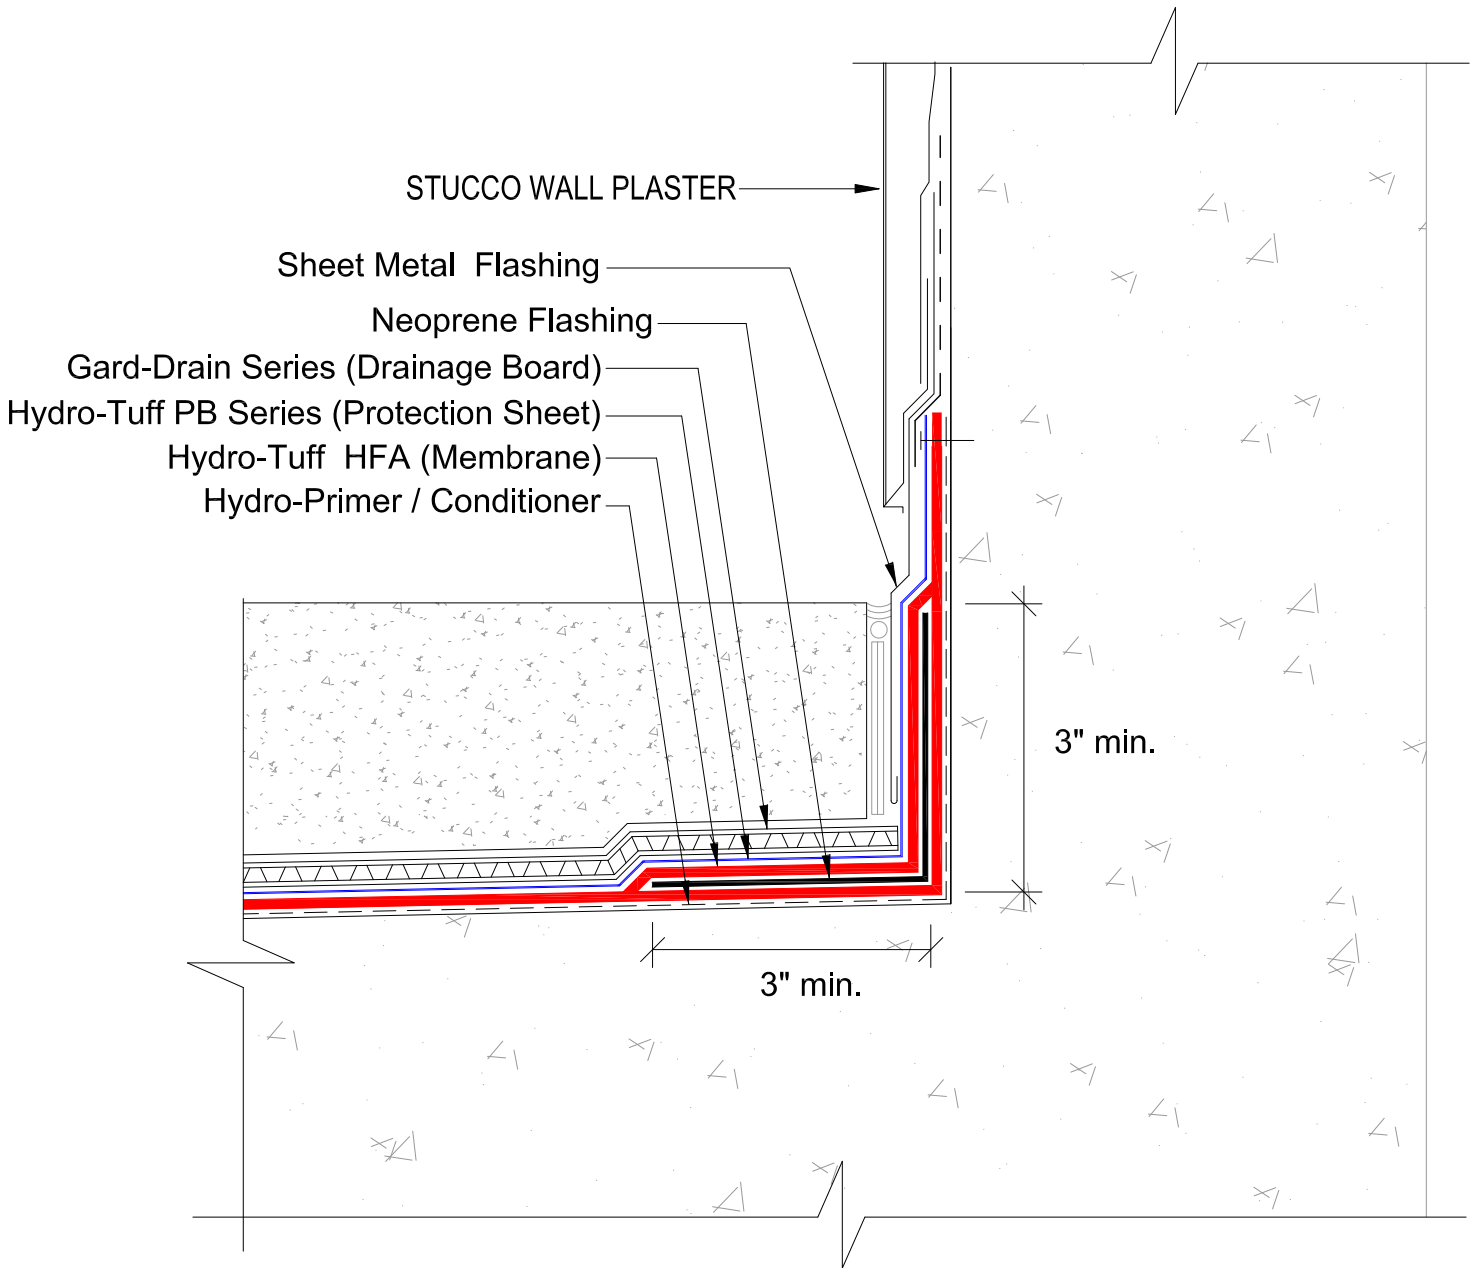 STUCCO WALL PLASTER
Sheet Metal Flashing
Neoprene Flashing
Gard-Drain Series (Drainage Board)
Hydro-Tuff PB Series (Protection Sheet)
Hydro-Tuff HFA (Membrane)
Hydro-Primer / Conditioner
3" min.
3" min.